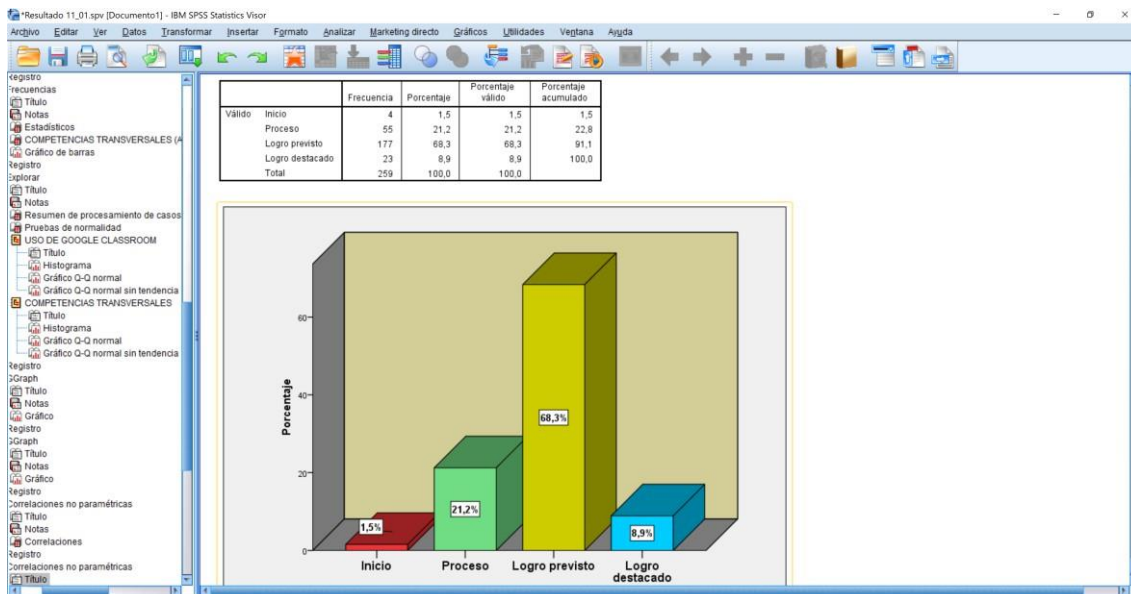 *Resultado 11_01.spv [Documento1] - IBM SPSS Statistics Visor
Archivo Editar Ver Datos Transformar Insertar Formato Analizar Marketing directo Gráficos Utilidades Ventana Ayuda
Registro
Frecuencias
Título
Notas
Estadísticos
COMPETENCIAS TRANSVERSALES (A
Gráfico de barras
Registro
Explorar
Título
Notas
Resumen de procesamiento de casos
Pruebas de normalidad
USO DE GOOGLE CLASSROOM
Título
Histograma
Gráfico Q-Q normal
Gráfico Q-Q normal sin tendencia
COMPETENCIAS TRANSVERSALES
Título
Histograma
Gráfico Q-Q normal
Gráfico Q-Q normal sin tendencia
Registro
GGraph
Título
Notas
Gráfico
Registro
GGraph
Título
Notas
Gráfico
Registro
Correlaciones no paramétricas
Título
Notas
Correlaciones
Registro
Correlaciones no paramétricas
Título
Frecuencia Porcentaje Porcentaje válido Porcentaje acumulado
Válido Inicio 4 1,5 1,5 1,5
Proceso 55 21,2 21,2 22,8
Logro previsto 177 68,3 68,3 91,1
Logro destacado 23 8,9 8,9 100,0
Total 259 100,0 100,0
Porcentaje
60
40
20
0
1,5%
21,2%
68,3%
8,9%
Inicio Proceso Logro previsto Logro
destacado